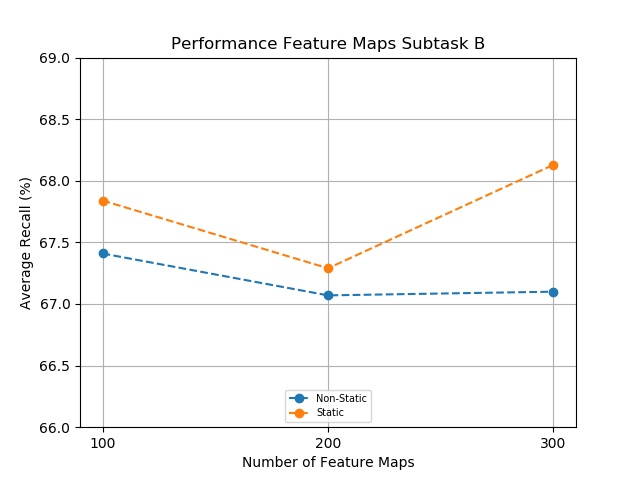 Performance Feature Maps Subtask B
69.0
68.5
68.0
67.5
67.0
66.5
66.0
Average Recall (%)
Non-Static
Static
100
200
300
Number of Feature Maps